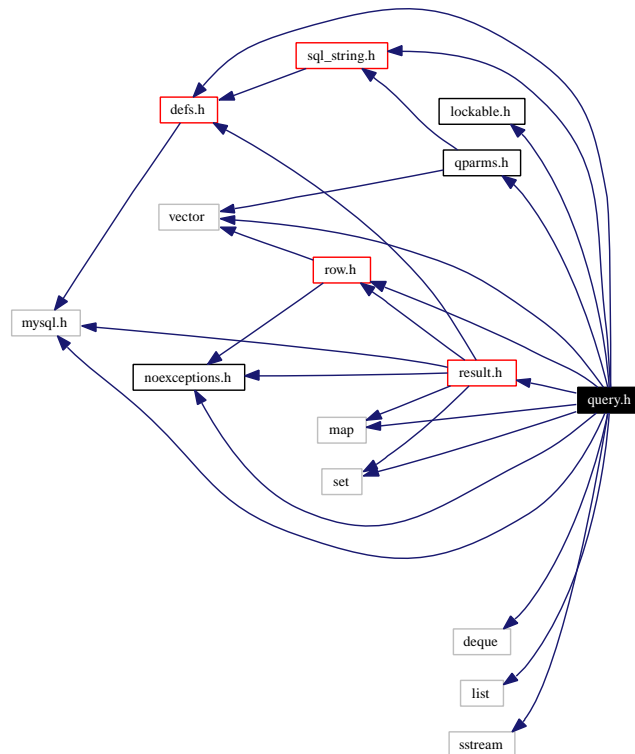 sql_string.h
defs.h
lockable.h
qparms.h
vector
row.h
mysql.h
noexceptions.h
result.h
query.h
map
set
deque
list
sstream